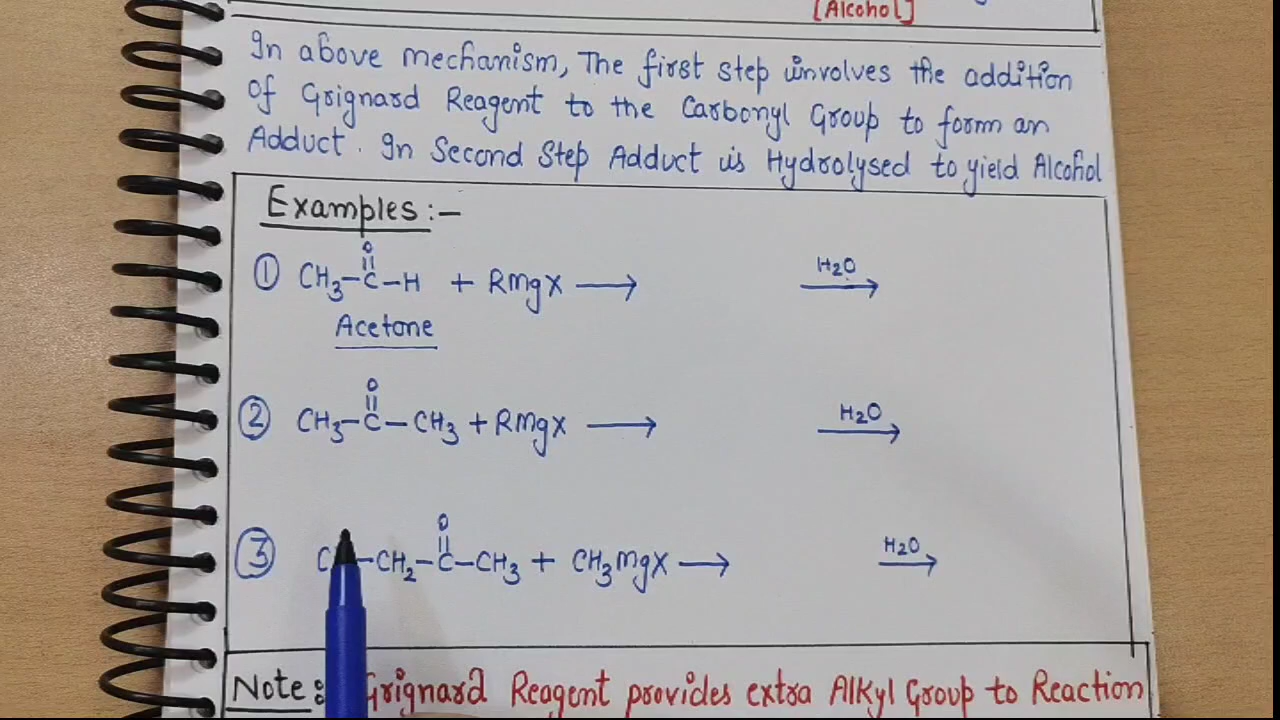 [Alcohol]
In above mechanism, The first step involves the addition
of Grignard Reagent to the Carbonyl Group to form an
Adduct. In Second Step Adduct is Hydrolysed to yield Alcohol
Examples:-
O
① CH₃-C-H + RMgX → H₂O →
Acetone
O
② CH₃-C-CH₃ + RMgX → H₂O →
O
③ -CH₂-C-CH₃ + CH₃MgX → H₂O →
Note: Grignard Reagent provides extra Alkyl Group to Reaction